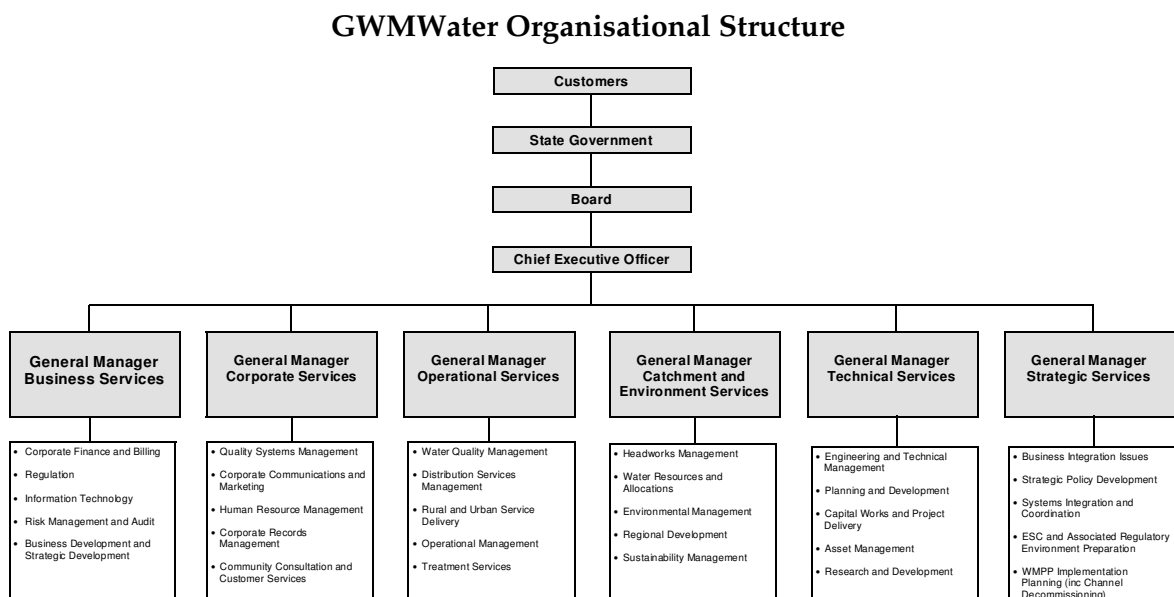 GWMWater Organisational Structure
Customers
State Government
Board
Chief Executive Officer
General Manager
Business Services
General Manager
Corporate Services
General Manager
Operational Services
General Manager
Catchment and
Environment Services
General Manager
Technical Services
General Manager
Strategic Services
• Corporate Finance and Billing
• Regulation
• Information Technology
• Risk Management and Audit
• Business Development and
Strategic Development
• Quality Systems Management
• Corporate Communications and
Marketing
• Human Resource Management
• Corporate Records
Management
• Community Consultation and
Customer Services
• Water Quality Management
• Distribution Services
Management
• Rural and Urban Service
Delivery
• Operational Management
• Treatment Services
• Headworks Management
• Water Resources and
Allocations
• Environmental Management
• Regional Development
• Sustainability Management
• Engineering and Technical
Management
• Planning and Development
• Capital Works and Project
Delivery
• Asset Management
• Research and Development
• Business Integration Issues
• Strategic Policy Development
• Systems Integration and
Coordination
• ESC and Associated Regulatory
Environment Preparation
• WMPP Implementation
Planning (inc Channel
Decommissioning)